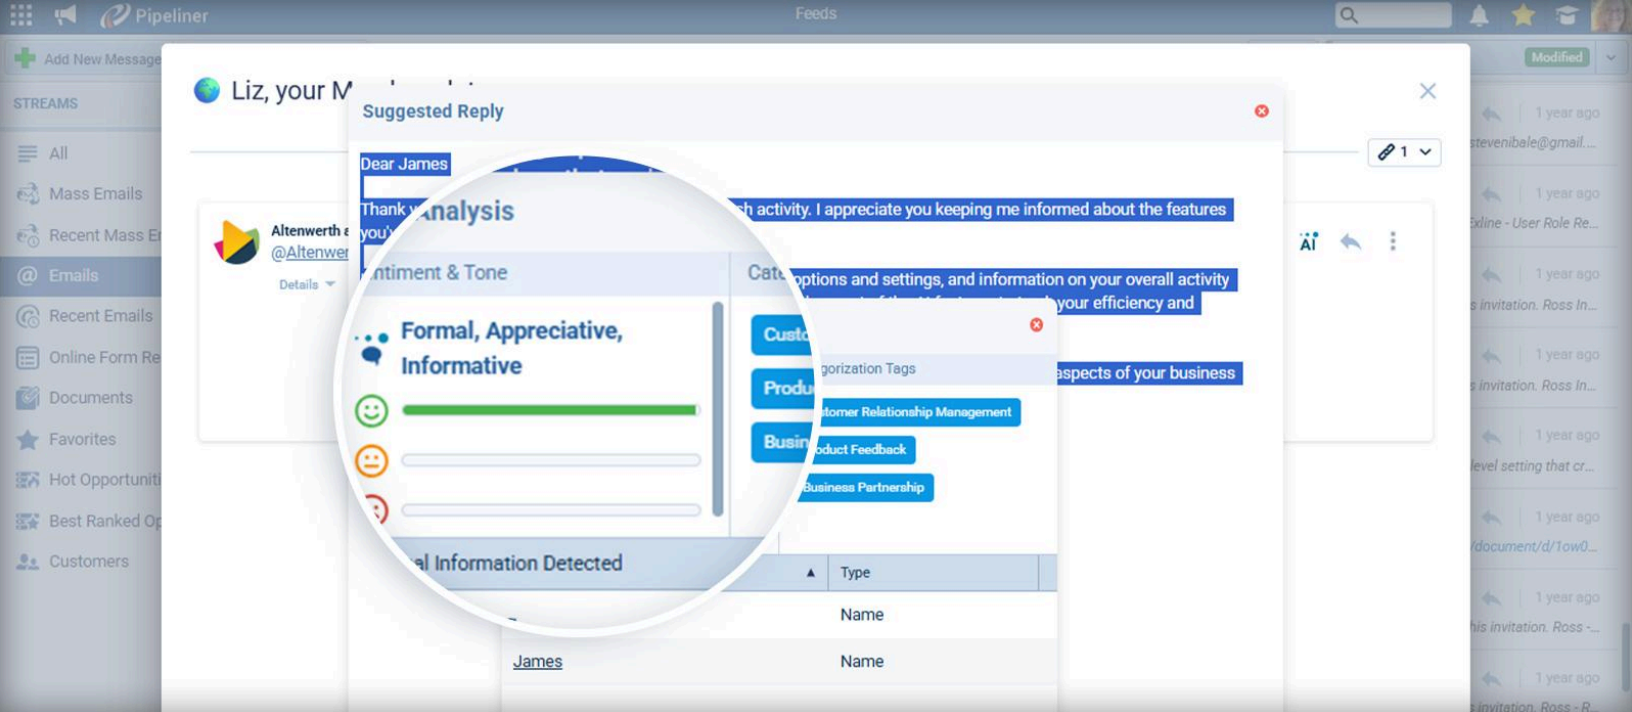 Pipeliner
Feeds
Add New Message
Modified
STREAMS
All
Mass Emails
Recent Mass Em
Emails
Recent Emails
Online Form Re
Documents
Favorites
Hot Opportuniti
Best Ranked Op
Customers
Liz, your M
1
Altenwerth a
@Altenwer
Details
AI
Suggested Reply
Dear James
Thank y
h activity. I appreciate you keeping me informed about the features
you'v
options and settings, and information on your overall activity
your efficiency and
aspects of your business
Analysis
ntiment & Tone
Cate
Formal, Appreciative,
Informative
Custo
Produ
Busin
al Information Detected
gorization Tags
tomer Relationship Management
oduct Feedback
Business Partnership
Type
Name
James
Name
1 year ago
stevenibale@gmail....
1 year ago
Exline - User Role Re...
1 year ago
s invitation. Ross In...
1 year ago
s invitation. Ross In...
1 year ago
level setting that cr...
1 year ago
/document/d/1ow0...
1 year ago
his invitation. Ross -...
1 year ago
s invitation. Ross - R...